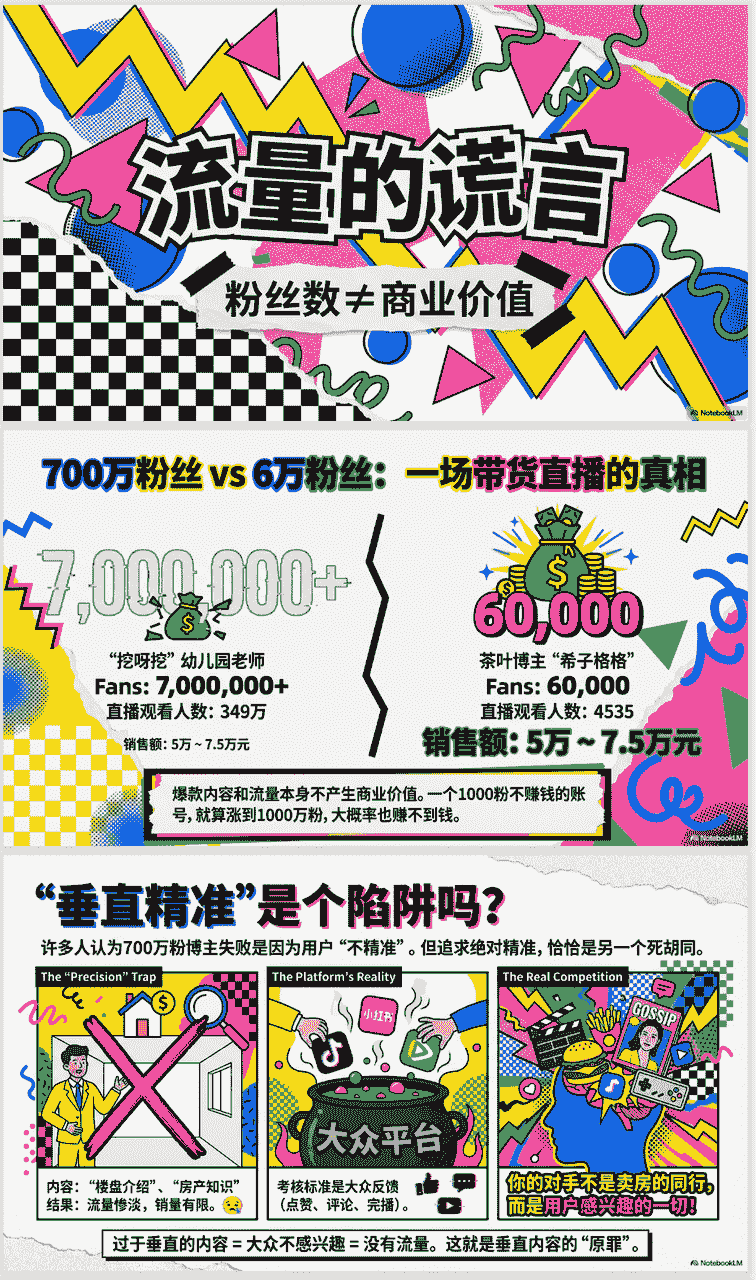 流量的谎言
粉丝数≠商业价值
NotebookLM
700万粉丝 vs 6万粉丝：一场带货直播的真相
7,000,000+
“挖呀挖”幼儿园老师
Fans: 7,000,000+
直播观看人数：349万
销售额：5万~7.5万元
60,000
茶叶博主“希子格格”
Fans: 60,000
直播观看人数：4535
销售额：5万~7.5万元
爆款内容和流量本身不产生商业价值。一个1000粉不赚钱的账
号，就算涨到1000万粉，大概率也赚不到钱。
NotebookLM
“垂直精准”是个陷阱吗？
许多人认为700万粉博主失败是因为用户“不精准”。但追求绝对精准，恰恰是另一个死胡同。
The “Precision” Trap
内容：“楼盘介绍”、“房产知识”
结果：流量惨淡，销量有限。
The Platform's Reality
小红书
大众平台
考核标准是大众反馈
（点赞、评论、完播）。
The Real Competition
GOSSIP
你的对手不是卖房的同行，
而是用户感兴趣的一切！
过于垂直的内容 = 大众不感兴趣 = 没有流量。这就是垂直内容的“原罪”。
NotebookLM